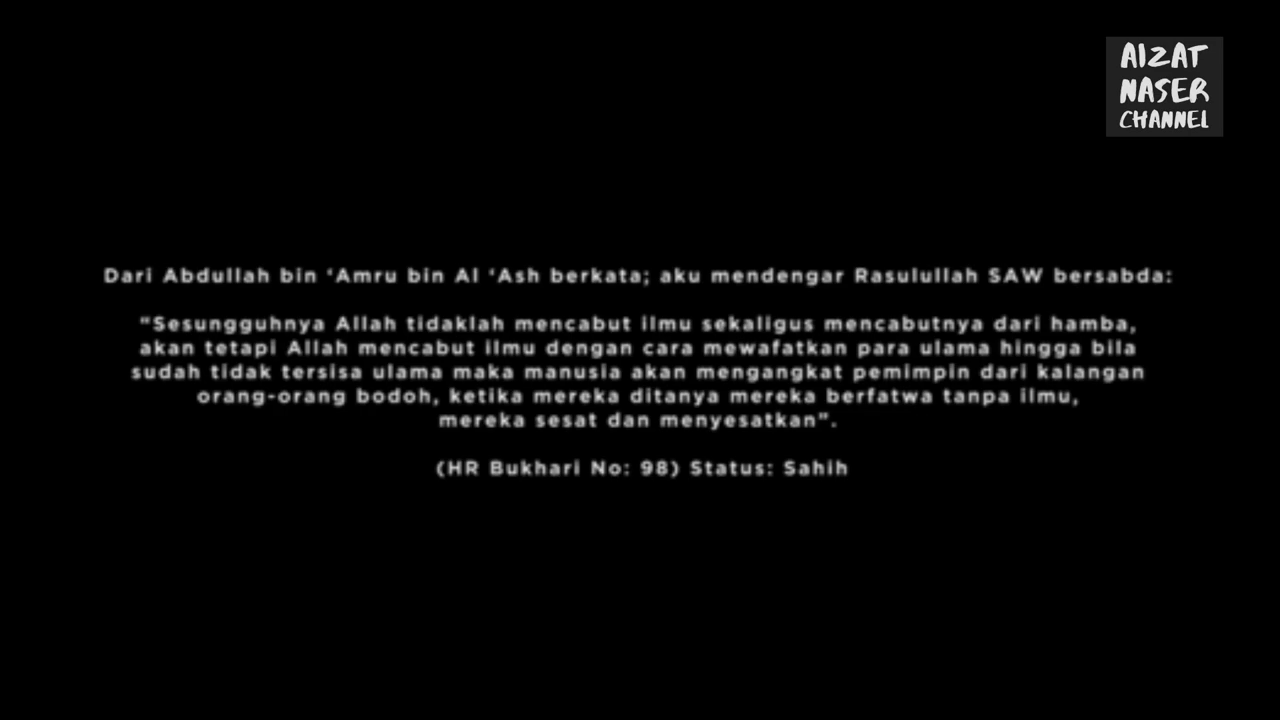 AIZAT
NASER
CHANNEL
Dari Abdullah bin ‘Amru bin Al ‘Ash berkata; aku mendengar Rasulullah SAW bersabda:
"Sesungguhnya Allah tidaklah mencabut ilmu sekaligus mencabutnya dari hamba,
akan tetapi Allah mencabut ilmu dengan cara mewafatkan para ulama hingga bila
sudah tidak tersisa ulama maka manusia akan mengangkat pemimpin dari kalangan
orang-orang bodoh, ketika mereka ditanya mereka berfatwa tanpa ilmu,
mereka sesat dan menyesatkan".
(HR Bukhari No: 98) Status: Sahih